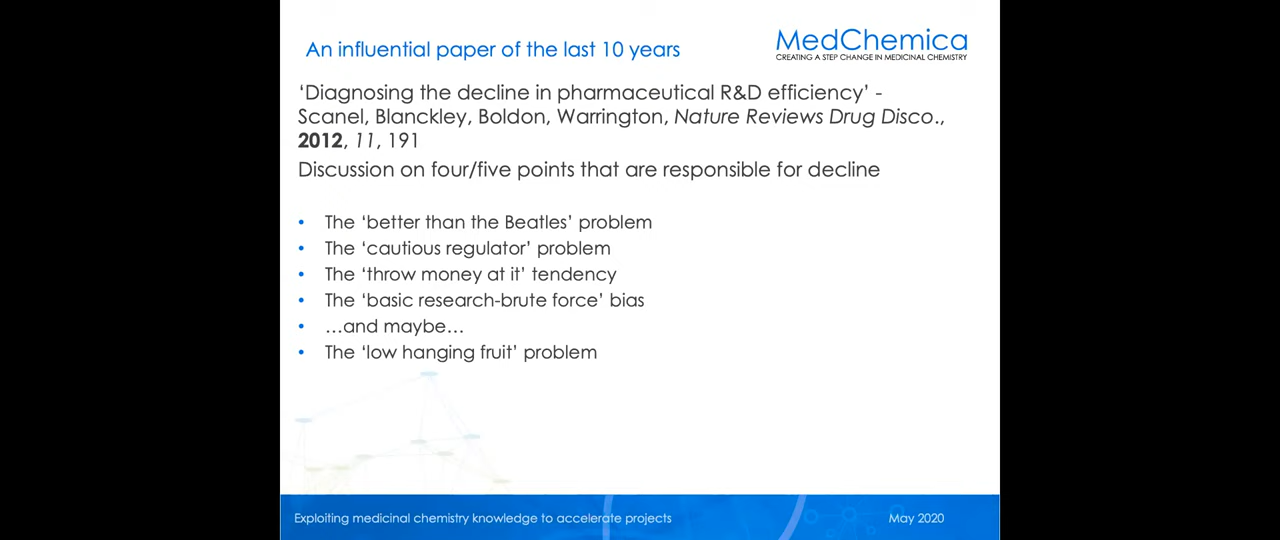 An influential paper of the last 10 years
MedChemica
CREATING A STEP CHANGE IN MEDICINAL CHEMISTRY
‘Diagnosing the decline in pharmaceutical R&D efficiency’ -
Scanel, Blanckley, Boldon, Warrington, Nature Reviews Drug Disco.,
2012, 11, 191
Discussion on four/five points that are responsible for decline
• The ‘better than the Beatles’ problem
• The ‘cautious regulator’ problem
• The ‘throw money at it’ tendency
• The ‘basic research-brute force’ bias
• …and maybe…
• The ‘low hanging fruit’ problem
Exploiting medicinal chemistry knowledge to accelerate projects
May 2020